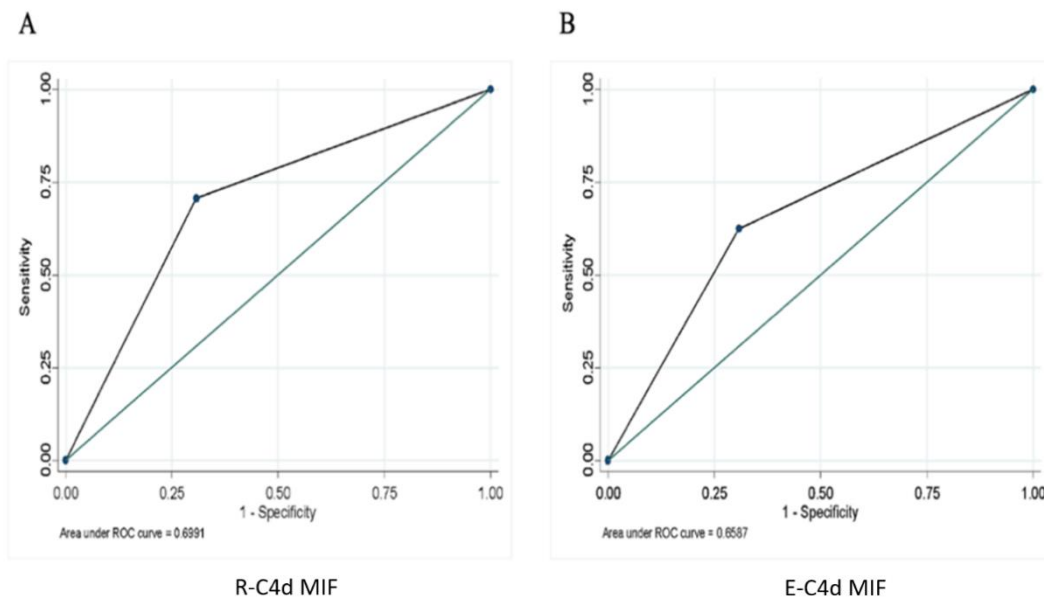 A
1.00
0.75
0.50
0.25
0.00
Sensitivity
0.00 0.25 0.50 0.75 1.00
1 - Specificity
Area under ROC curve = 0.6991
R-C4d MIF
B
1.00
0.75
0.50
0.25
0.00
Sensitivity
0.00 0.25 0.50 0.75 1.00
1 - Specificity
Area under ROC curve = 0.6587
E-C4d MIF